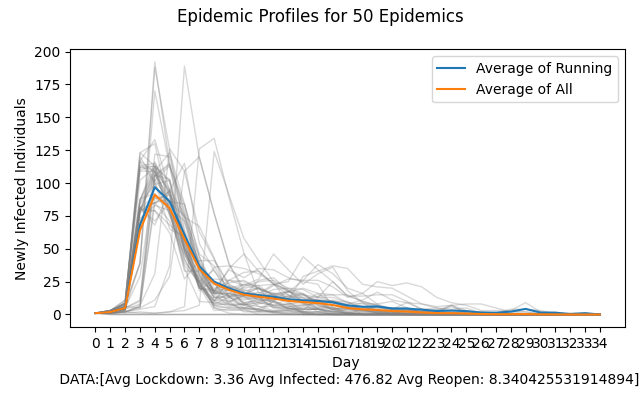 Epidemic Profiles for 50 Epidemics
Newly Infected Individuals
200
175
150
125
100
75
50
25
0
Average of Running
Average of All
0 1 2 3 4 5 6 7 8 9 10 11 12 13 14 15 16 17 18 19 20 21 22 23 24 25 26 27 28 29 30 31 32 33 34
Day
DATA:[Avg Lockdown: 3.36 Avg Infected: 476.82 Avg Reopen: 8.340425531914894]